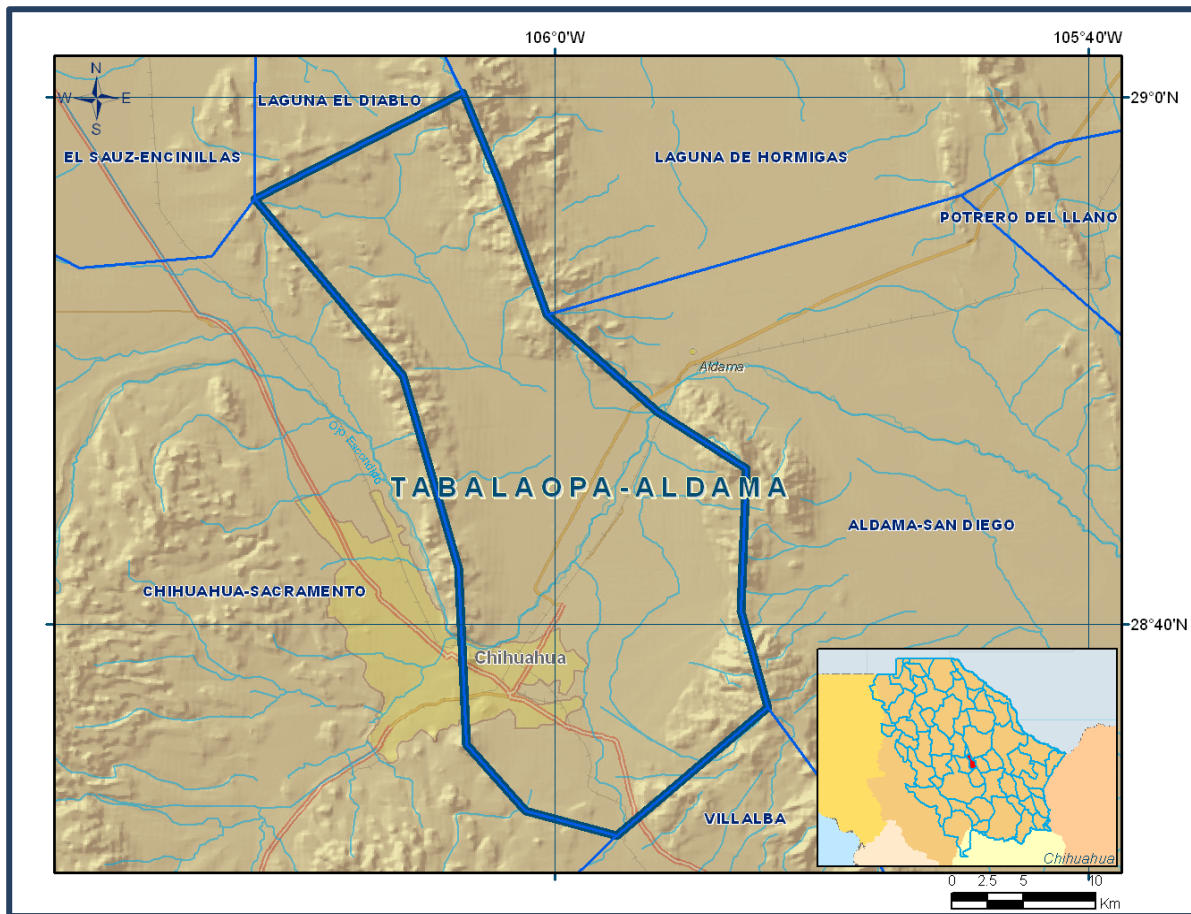 106°0'W
105°40'W
N
W E
S
LAGUNA EL DIABLO
29°0'N
EL SAUZ-ENCINILLAS
LAGUNA DE HORMIGAS
POTRERO DEL LLANO
Aldama
Ojo Escondido
TABALAOPA-ALDAMA
ALDAMA-SAN DIEGO
CHIHUAHUA-SACRAMENTO
28°40'N
Chihuahua
VILLALBA
Chihuahua
0 2.5 5 10
Km